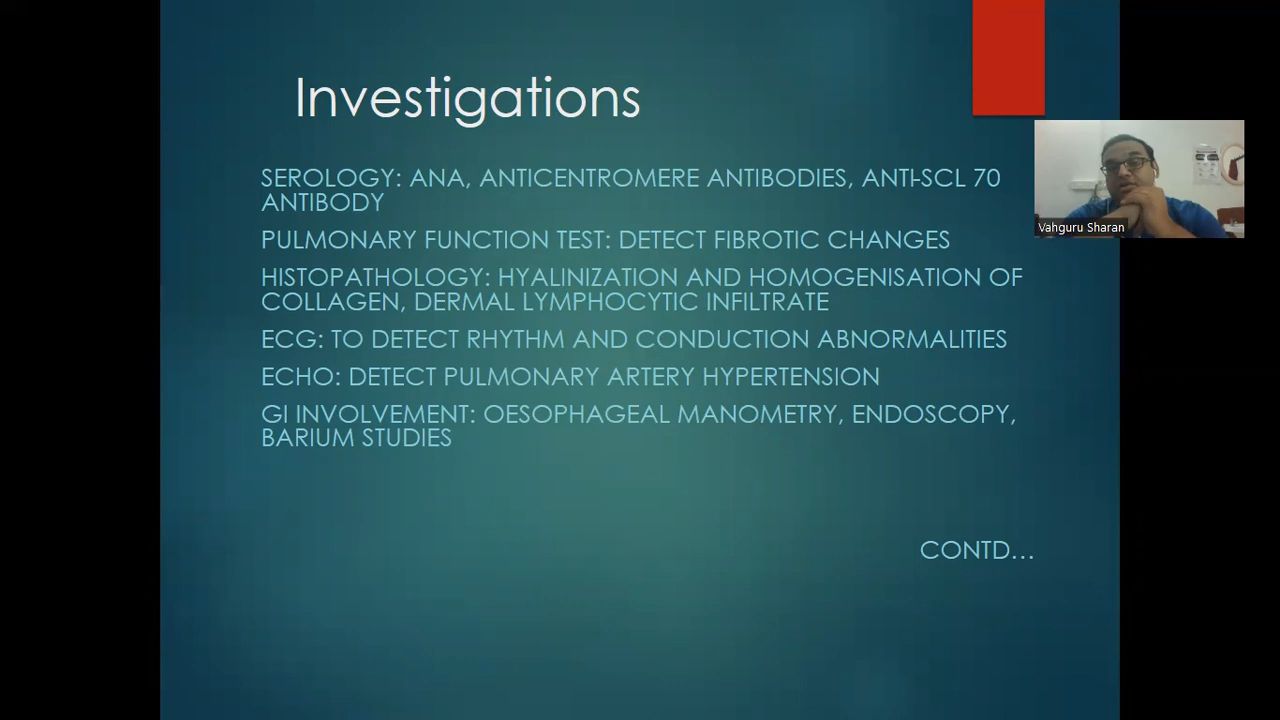 Investigations
SEROLOGY: ANA, ANTICENTROMERE ANTIBODIES, ANTI-SCL 70
ANTIBODY
PULMONARY FUNCTION TEST: DETECT FIBROTIC CHANGES
HISTOPATHOLOGY: HYALINIZATION AND HOMOGENISATION OF
COLLAGEN, DERMAL LYMPHOCYTIC INFILTRATE
ECG: TO DETECT RHYTHM AND CONDUCTION ABNORMALITIES
ECHO: DETECT PULMONARY ARTERY HYPERTENSION
GI INVOLVEMENT: OESOPHAGEAL MANOMETRY, ENDOSCOPY,
BARIUM STUDIES
CONTD...
Vahguru Sharan